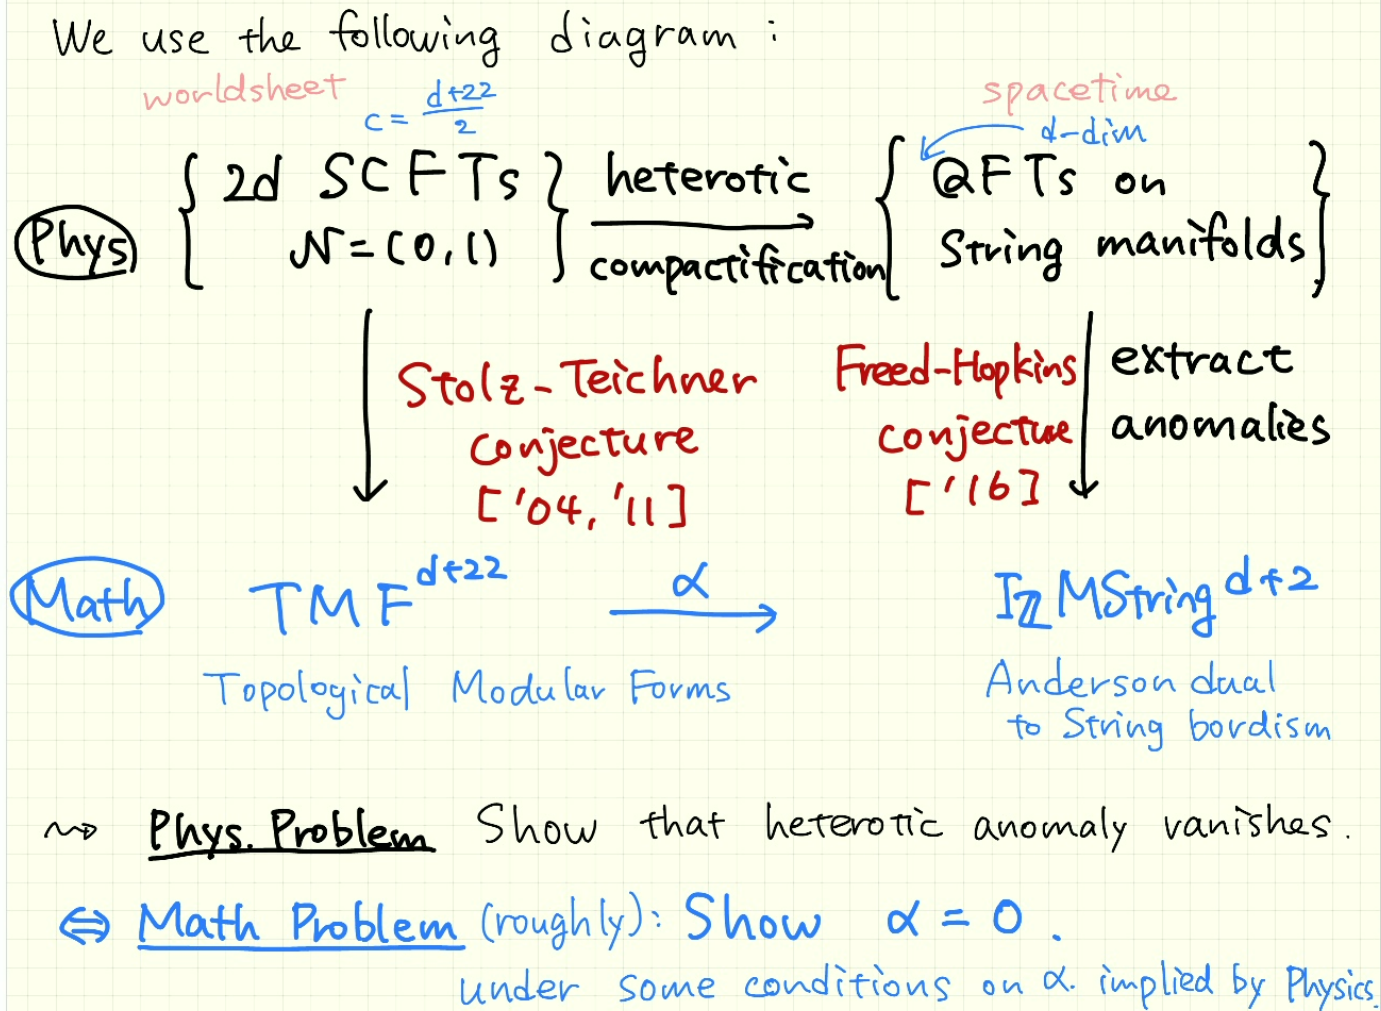 We use the following diagram :
worldsheet
spacetime
c = \frac{d+22}{2}
d-dim
Phys
{ 2d SCFTs
N=(0,1) }
heterotic
compactification
{ QFTs on
String manifolds }
Stolz-Teichner
conjecture
['04, '11]
Freed-Hopkins
conjecture
['16]
extract
anomalies
Math
TMF^{d+22}
α
I_ℤ MString^{d+2}
Topological Modular Forms
Anderson dual
to String bordism
⇝ Phys. Problem Show that heterotic anomaly vanishes.
⇔ Math Problem (roughly): Show α = 0.
under some conditions on α. implied by Physics.